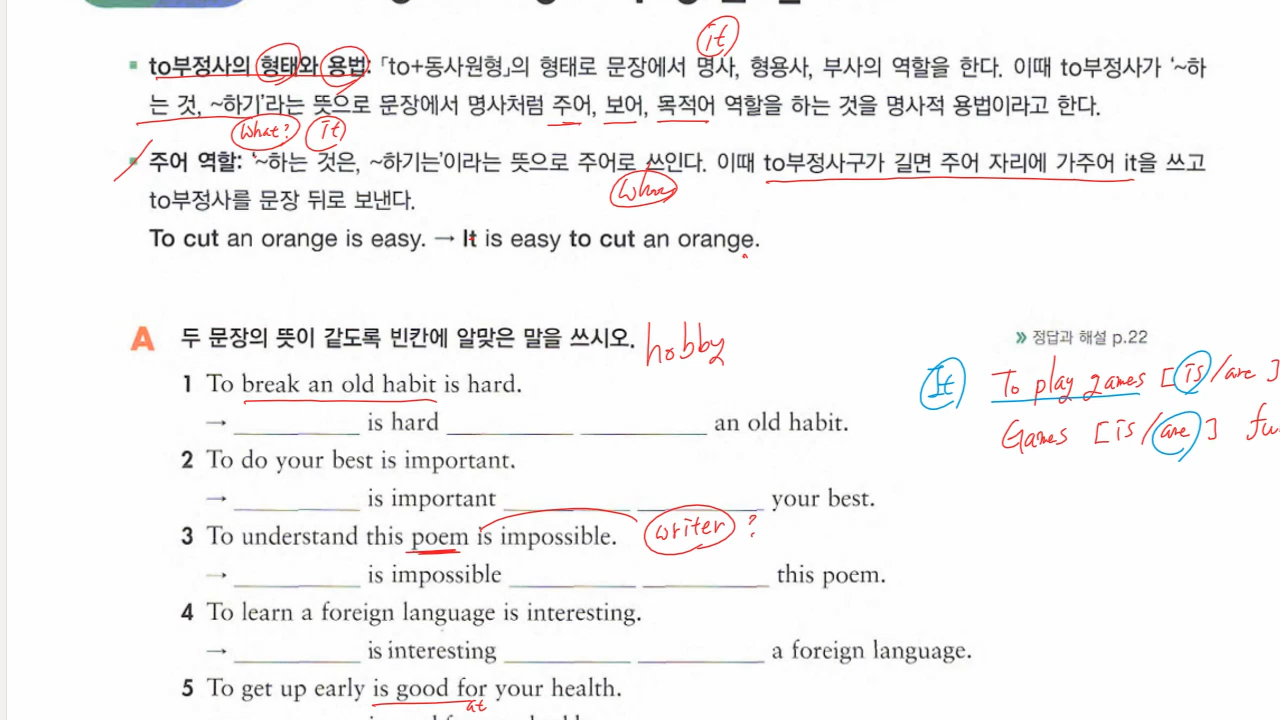 it
to부정사의 형태와 용법: 「to+동사원형」의 형태로 문장에서 명사, 형용사, 부사의 역할을 한다. 이때 to부정사가 '~하
는 것, ~하기'라는 뜻으로 문장에서 명사처럼 주어, 보어, 목적어 역할을 하는 것을 명사적 용법이라고 한다.
What? It
주어 역할: '~하는 것은, ~하기는'이라는 뜻으로 주어로 쓰인다. 이때 to부정사구가 길면 주어 자리에 가주어 it을 쓰고
to부정사를 문장 뒤로 보낸다.
To cut an orange is easy. → It is easy to cut an orange.
A 두 문장의 뜻이 같도록 빈칸에 알맞은 말을 쓰시오. hobby
» 정답과 해설 p.22
1 To break an old habit is hard.
→ ____ is hard ____ ____ an old habit.
It To play games [is/are]
Games [is/are]
2 To do your best is important.
→ ____ is important ____ ____ your best.
3 To understand this poem is impossible. writer ?
→ ____ is impossible ____ ____ this poem.
4 To learn a foreign language is interesting.
→ ____ is interesting ____ ____ a foreign language.
5 To get up early is good for your health.
at